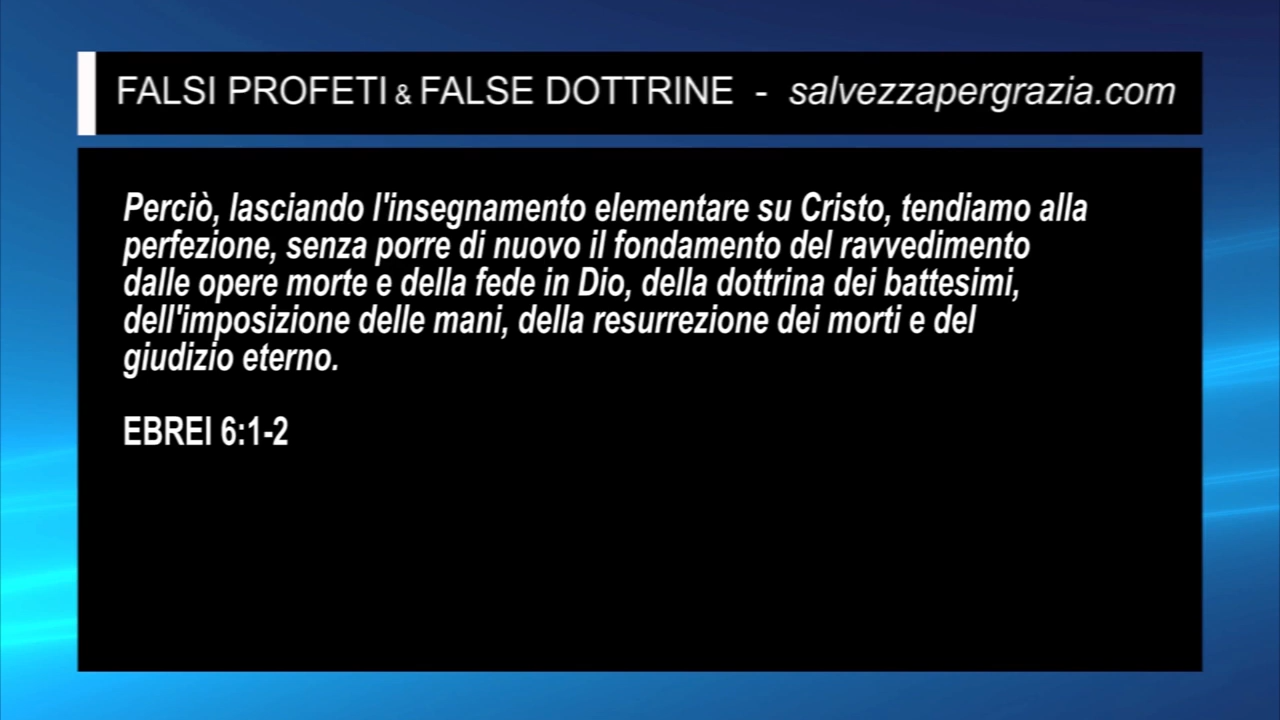 FALSI PROFETI & FALSE DOTTRINE - salvezzapergrazia.com
Perciò, lasciando l'insegnamento elementare su Cristo, tendiamo alla
perfezione, senza porre di nuovo il fondamento del ravvedimento
dalle opere morte e della fede in Dio, della dottrina dei battesimi,
dell'imposizione delle mani, della resurrezione dei morti e del
giudizio eterno.
EBREI 6:1-2